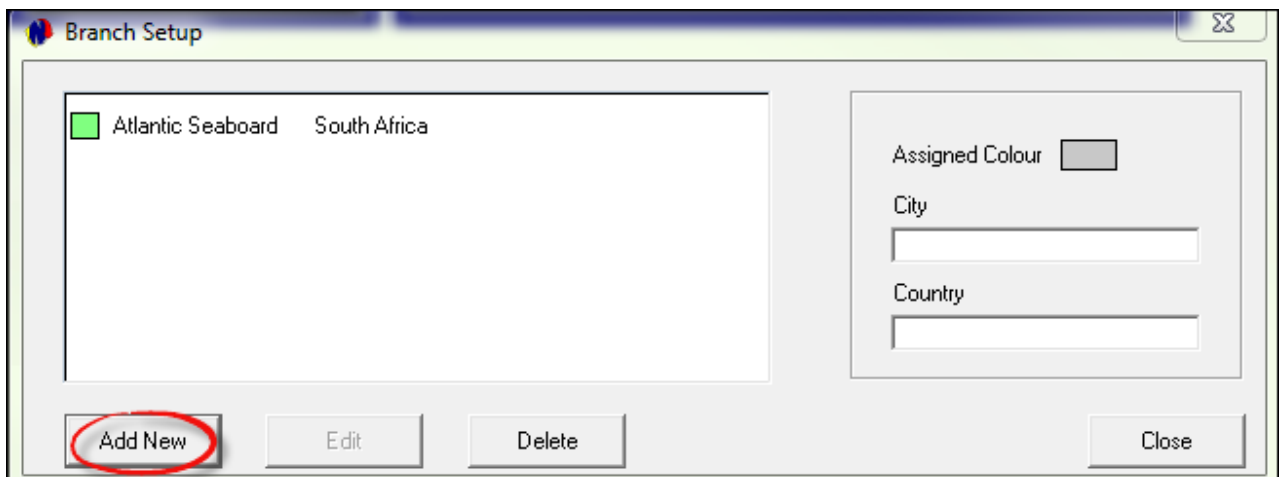 Branch Setup
Atlantic Seaboard South Africa
Assigned Colour
City
Country
Add New Edit Delete Close